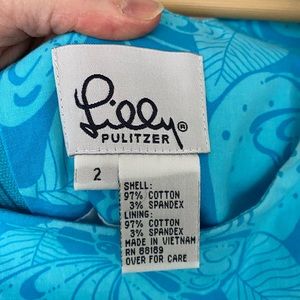 Lilly®
PULITZER
2
SHELL:
97% COTTON
3% SPANDEX
LINING:
97% COTTON
3% SPANDEX
MADE IN VIETNAM
RN 88189
OVER FOR CARE